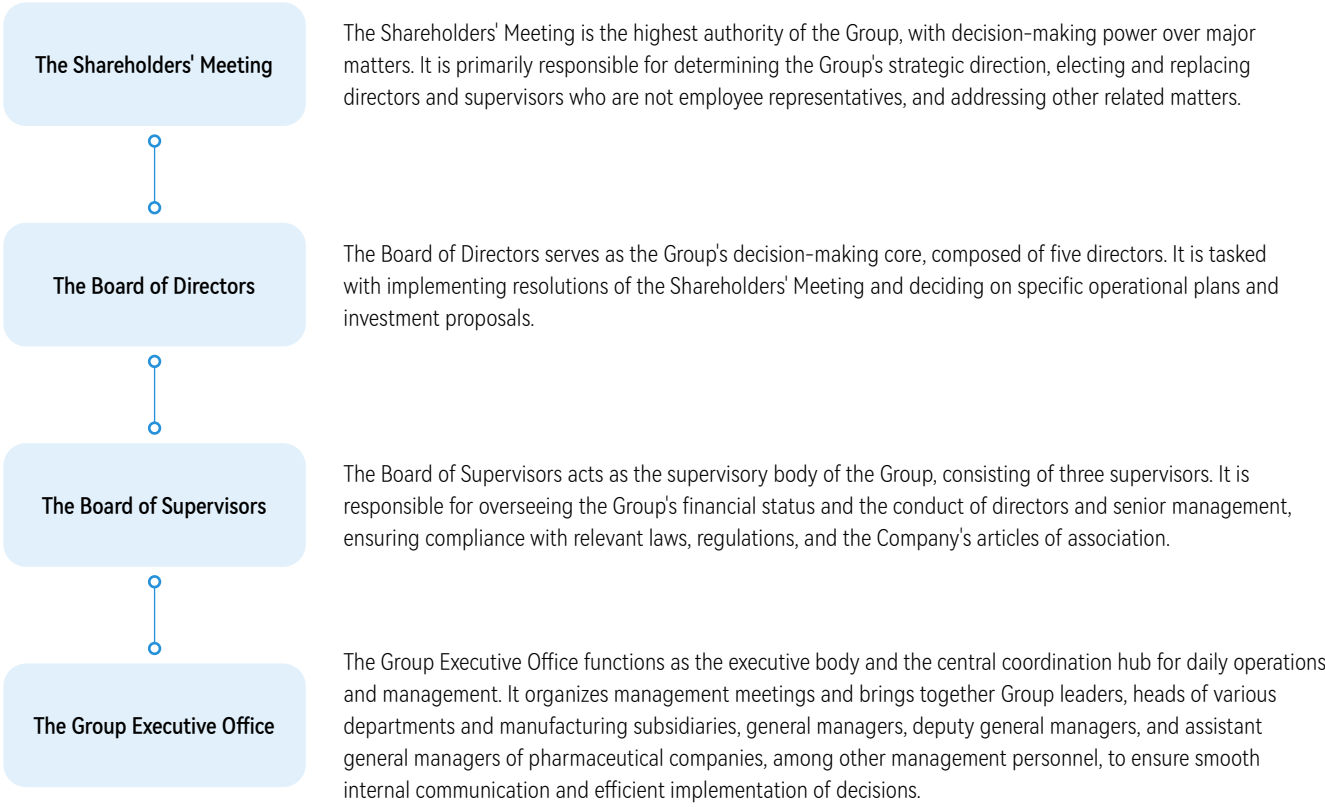 The Shareholders' Meeting
The Shareholders' Meeting is the highest authority of the Group, with decision-making power over major
matters. It is primarily responsible for determining the Group's strategic direction, electing and replacing
directors and supervisors who are not employee representatives, and addressing other related matters.
The Board of Directors
The Board of Directors serves as the Group's decision-making core, composed of five directors. It is tasked
with implementing resolutions of the Shareholders' Meeting and deciding on specific operational plans and
investment proposals.
The Board of Supervisors
The Board of Supervisors acts as the supervisory body of the Group, consisting of three supervisors. It is
responsible for overseeing the Group's financial status and the conduct of directors and senior management,
ensuring compliance with relevant laws, regulations, and the Company's articles of association.
The Group Executive Office
The Group Executive Office functions as the executive body and the central coordination hub for daily operations
and management. It organizes management meetings and brings together Group leaders, heads of various
departments and manufacturing subsidiaries, general managers, deputy general managers, and assistant
general managers of pharmaceutical companies, among other management personnel, to ensure smooth
internal communication and efficient implementation of decisions.